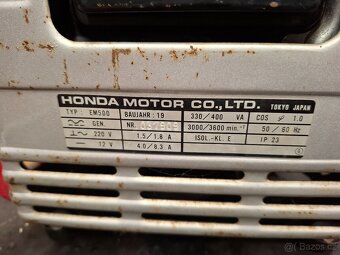 HONDA MOTOR CO., LTD. TOKYO JAPAN
TYP: EM500 BAUJAHR: 19 330/400 VA COS φ 1.0
GEN. NR. 3000/3600 min⁻¹ 50/60 Hz
220 V 1.5/1.8 A ISOL.-KL. E IP 23
12 V 4.0/8.3 A